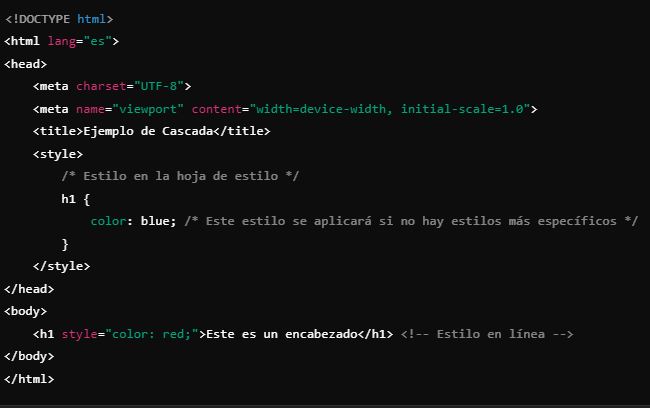 <!DOCTYPE html>
<html lang="es">
<head>
    <meta charset="UTF-8">
    <meta name="viewport" content="width=device-width, initial-scale=1.0">
    <title>Ejemplo de Cascada</title>
    <style>
        /* Estilo en la hoja de estilo */
        h1 {
            color: blue; /* Este estilo se aplicará si no hay estilos más específicos */
        }
    </style>
</head>
<body>
    <h1 style="color: red;">Este es un encabezado</h1> <!-- Estilo en línea -->
</body>
</html>